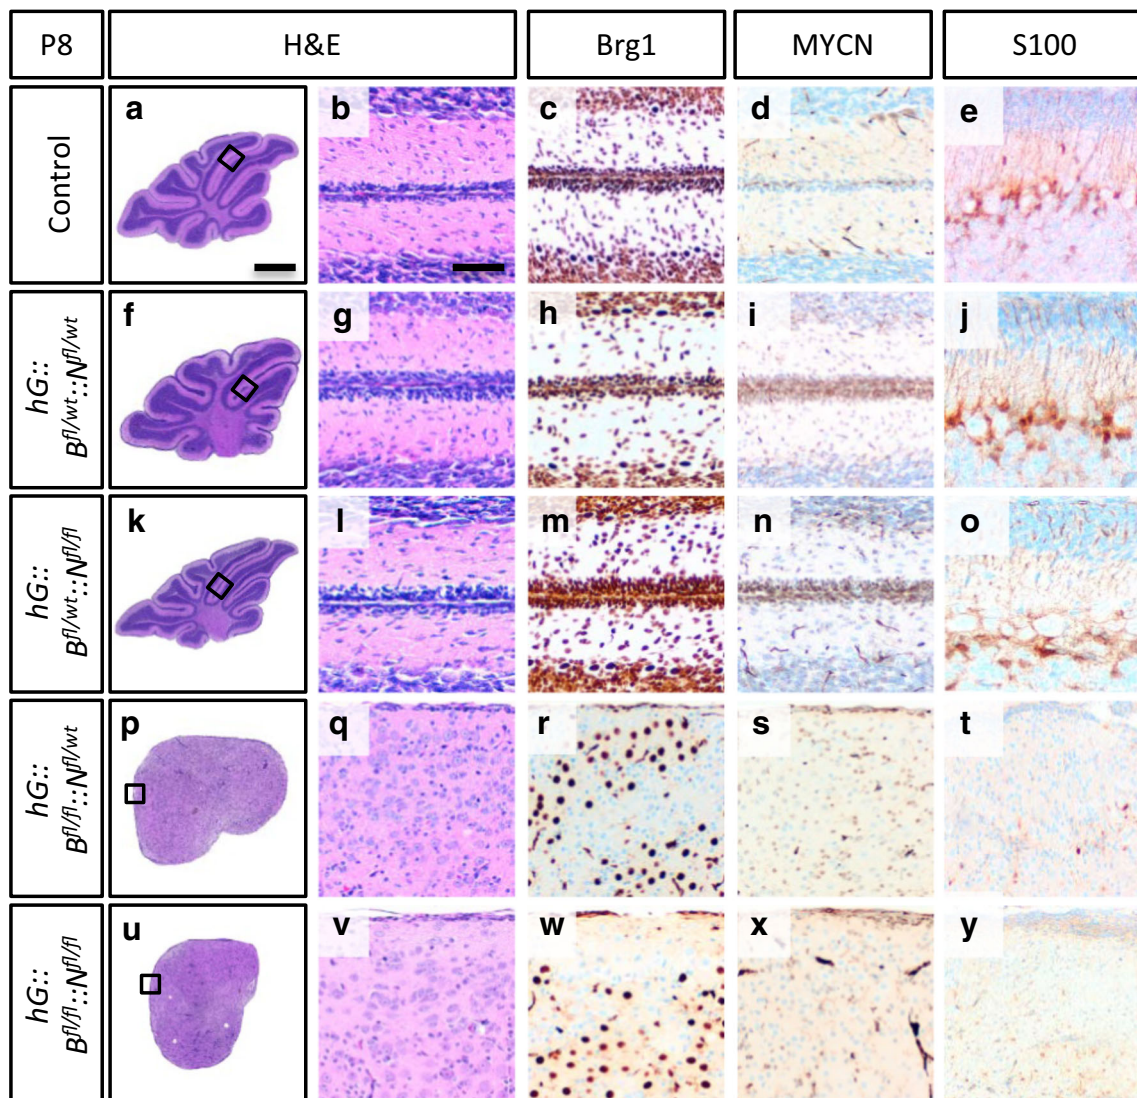 P8 H&E Brg1 MYCN S100
Control
a b c d e
hG::
Bfl/wt::Nfl/wt
f g h i j
hG::
Bfl/wt::Nfl/fl
k l m n o
hG::
Bfl/fl::Nfl/wt
p q r s t
hG::
Bfl/fl::Nfl/fl
u v w x y